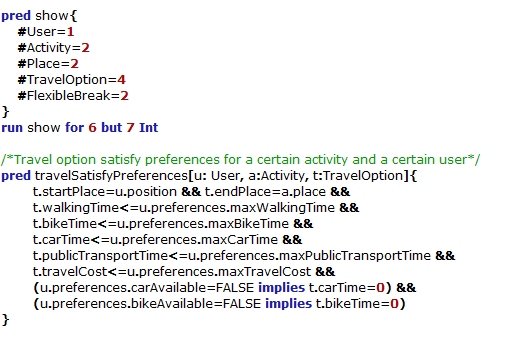 pred show{
#User=1
#Activity=2
#Place=2
#TravelOption=4
#FlexibleBreak=2
}
run show for 6 but 7 Int
/*Travel option satisfy preferences for a certain activity and a certain user*/
pred travelSatisfyPreferences[u: User, a:Activity, t:TravelOption]{
t.startPlace=u.position && t.endPlace=a.place &&
t.walkingTime<=u.preferences.maxWalkingTime &&
t.bikeTime<=u.preferences.maxBikeTime &&
t.carTime<=u.preferences.maxCarTime &&
t.publicTransportTime<=u.preferences.maxPublicTransportTime &&
t.travelCost<=u.preferences.maxTravelCost &&
(u.preferences.carAvailable=FALSE implies t.carTime=0) &&
(u.preferences.bikeAvailable=FALSE implies t.bikeTime=0)
}